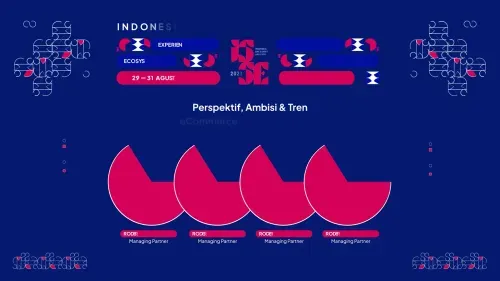 INDONES
EXPERIEN
ECOSYS
2021
29 — 31 AGUST
Perspektif, Ambisi & Tren
eCommerce
RODE! RODE! RODE! RODE!
Managing Partner Managing Partner Managing Partner Managing Partner